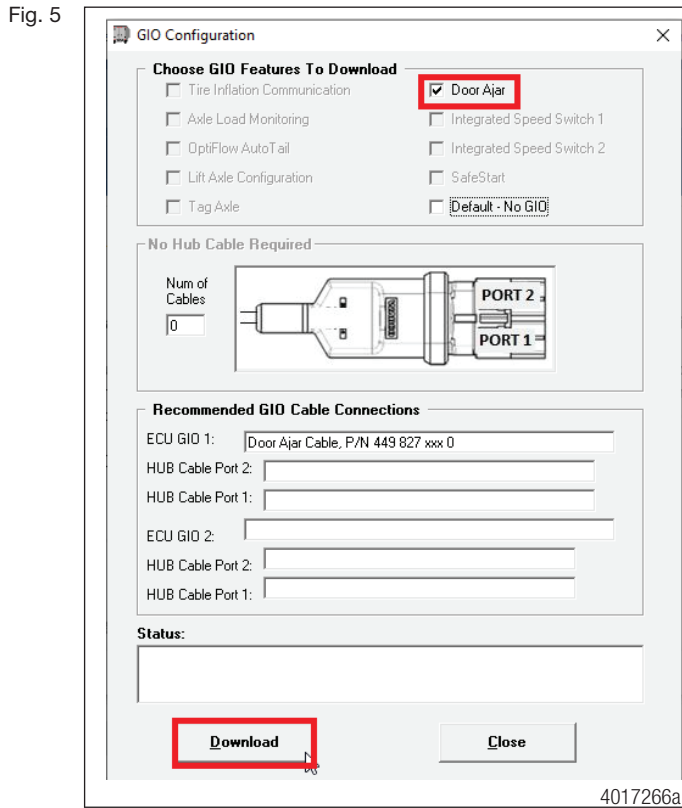 Fig. 5
GIO Configuration
Choose GIO Features To Download
Tire Inflation Communication
Door Ajar
Axle Load Monitoring
Integrated Speed Switch 1
OptiFlow AutoTail
Integrated Speed Switch 2
Lift Axle Configuration
SafeStart
Tag Axle
Default - No GIO
No Hub Cable Required
Num of
Cables
0
PORT 2
PORT 1
Recommended GIO Cable Connections
ECU GIO 1: Door Ajar Cable, P/N 449 827 xxx 0
HUB Cable Port 2:
HUB Cable Port 1:
ECU GIO 2:
HUB Cable Port 2:
HUB Cable Port 1:
Status:
Download
Close
4017266a